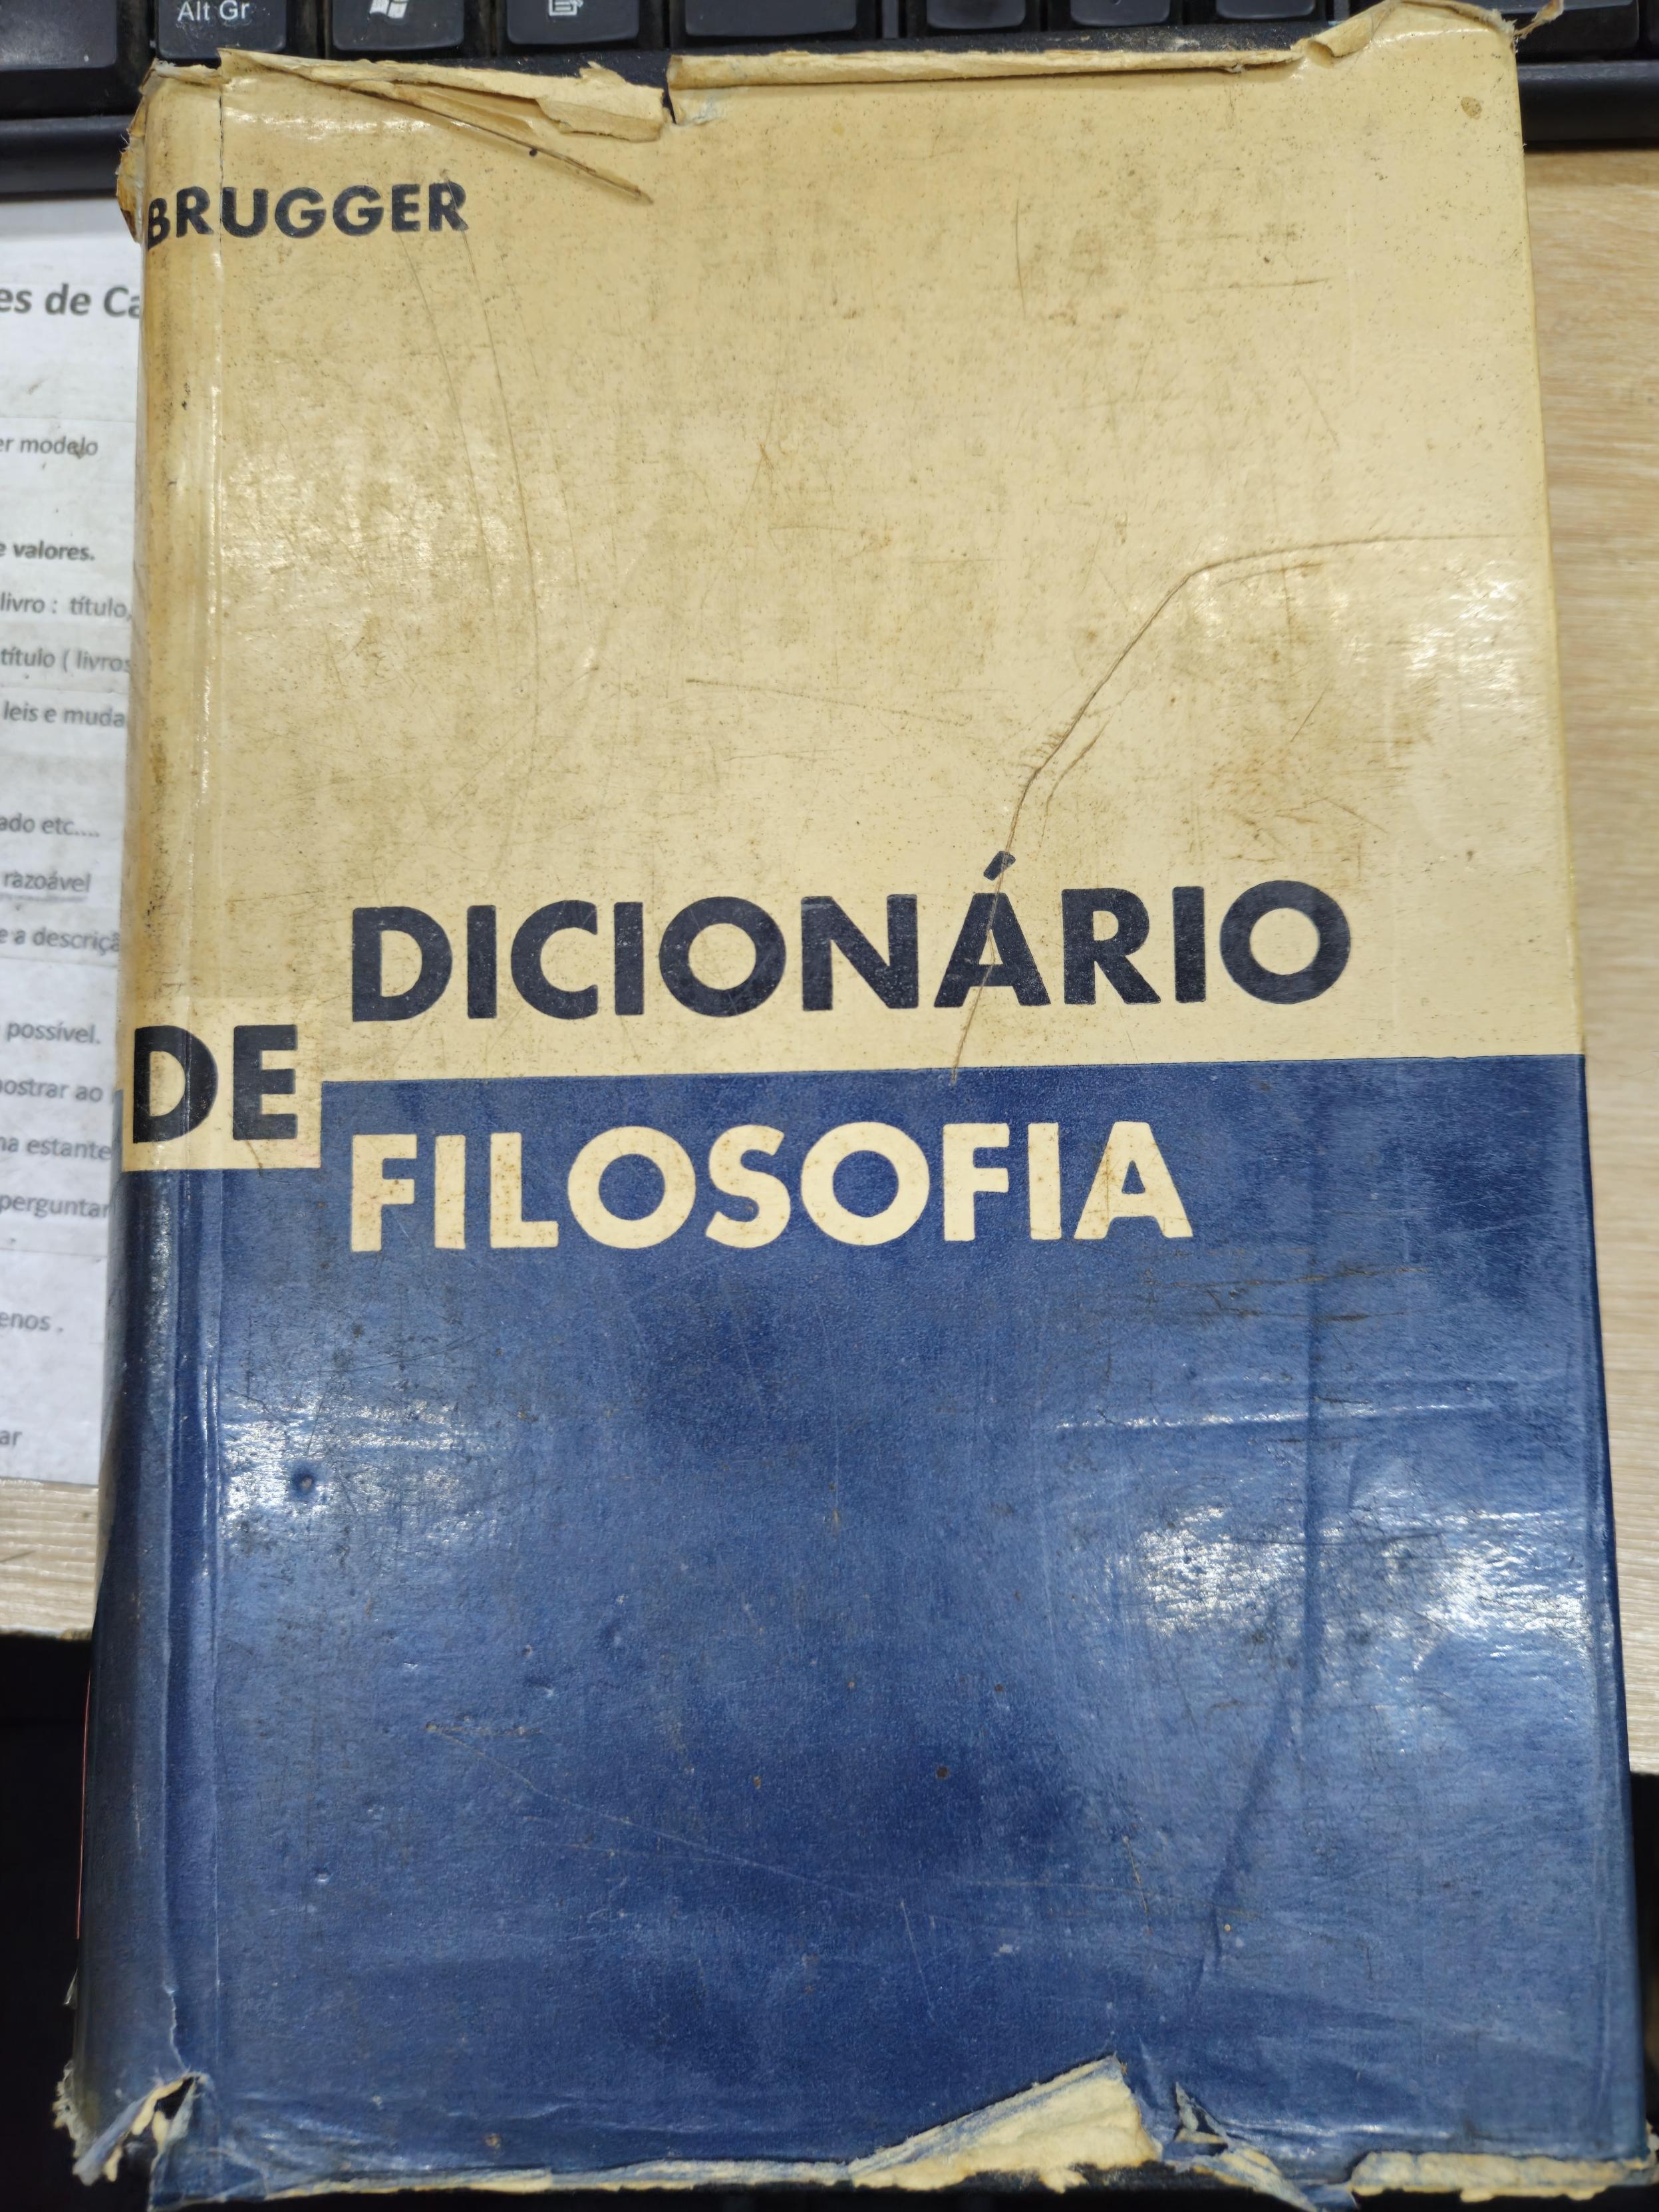 Alt Gr
BRUGGER
DICIONÁRIO
DE
FILOSOFIA
es de Ca
er modelo
e valores.
livro : título,
título ( livros
leis e muda
ado etc....
razoável
e a descriçã
possível.
ostrar ao
na estante
perguntar
enos .
ar